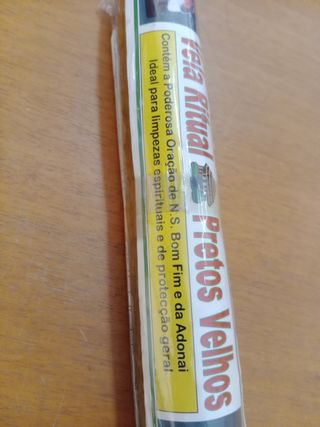 Vela Ritual Pretos Velhos
Contém a Poderosa Oração de N.S. Bom Fim e da Adonai
Ideal para limpezas espirituais e de protecção geral